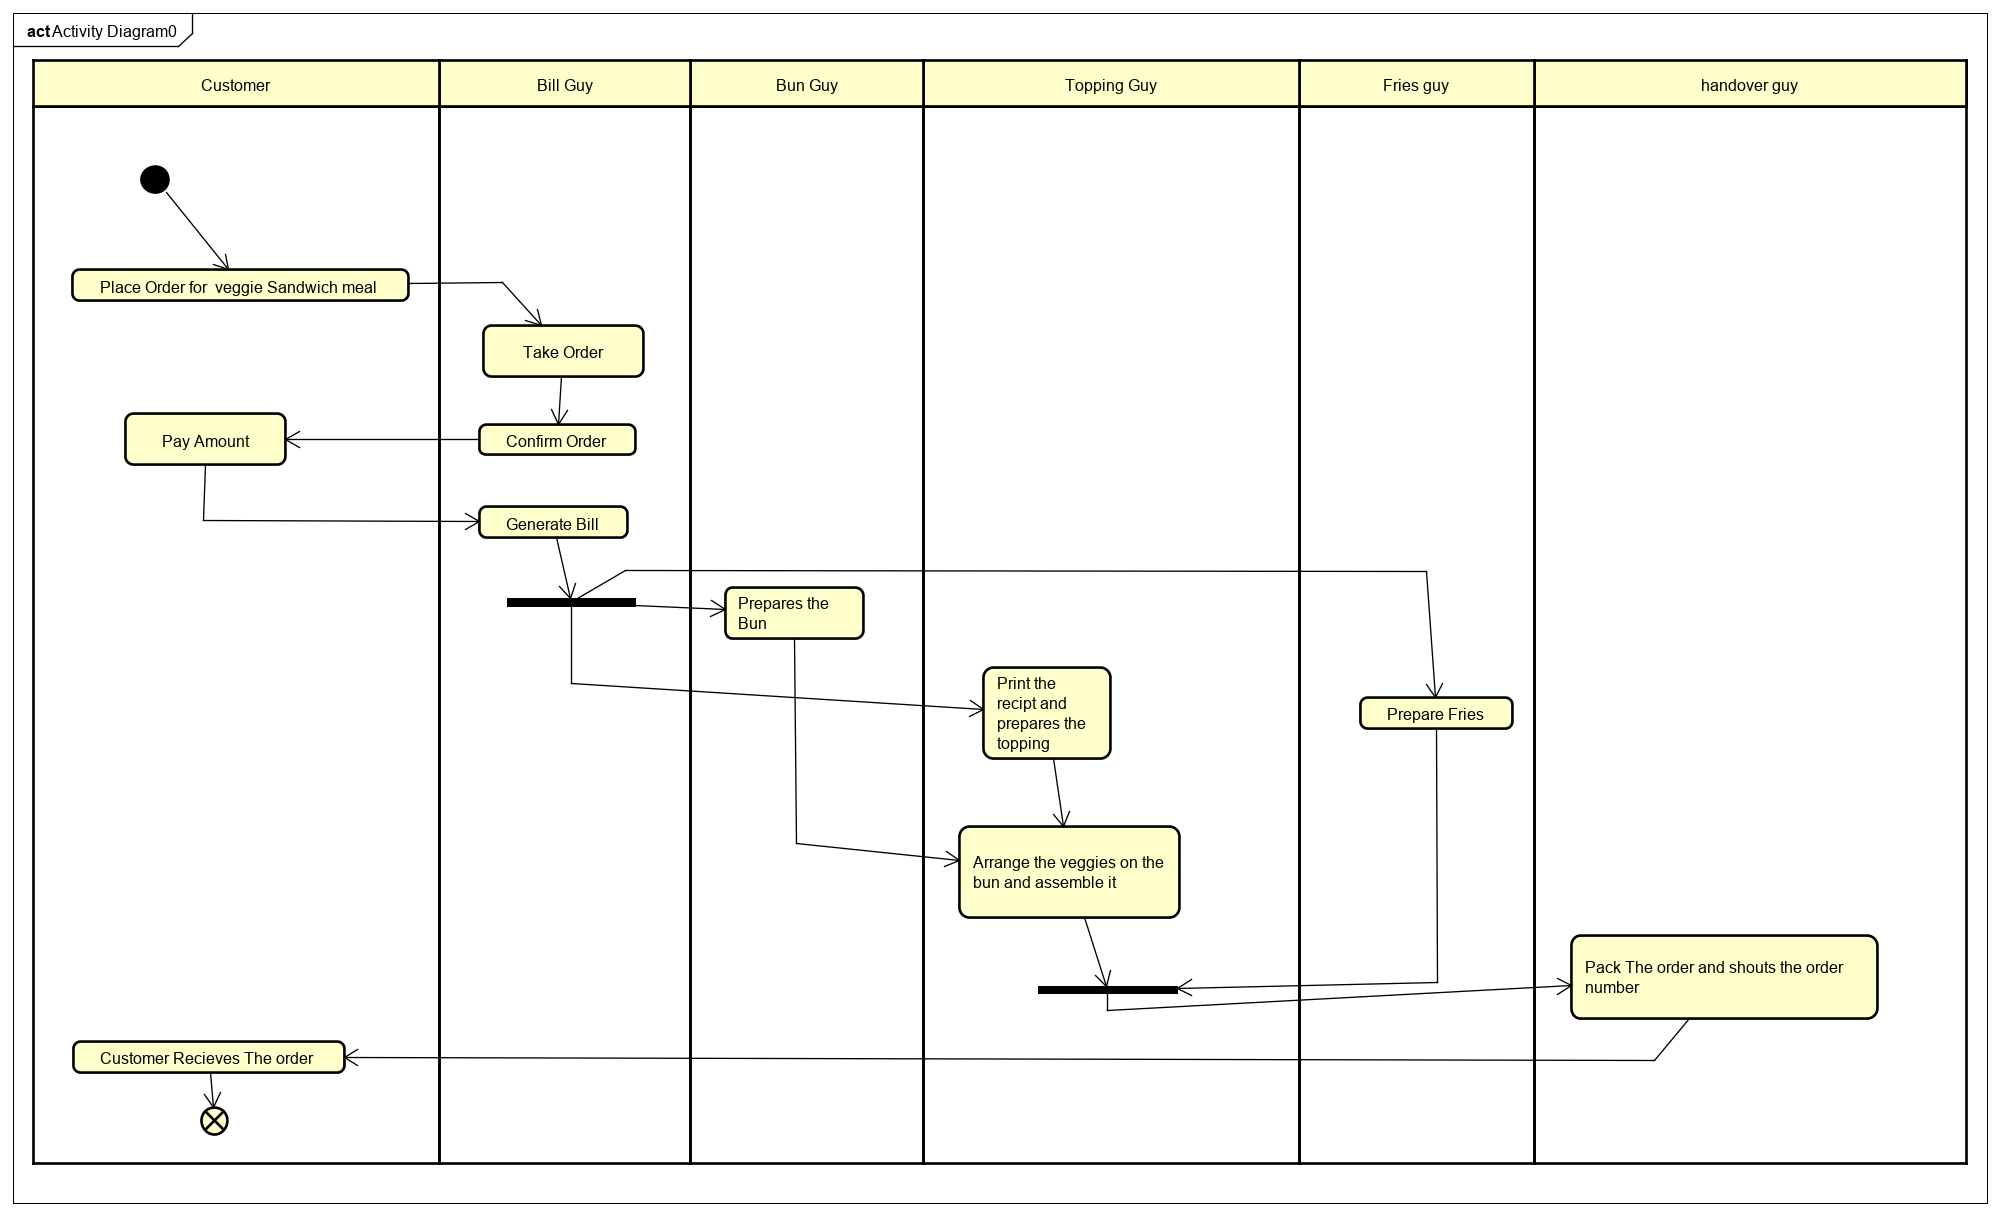 act Activity Diagram0
Customer
Bill Guy
Bun Guy
Topping Guy
Fries guy
handover guy
Place Order for  veggie Sandwich meal
Take Order
Pay Amount
Confirm Order
Generate Bill
Prepares the
Bun
Print the
recipt and
prepares the
topping
Prepare Fries
Arrange the veggies on the
bun and assemble it
Pack The order and shouts the order
number
Customer Recieves The order